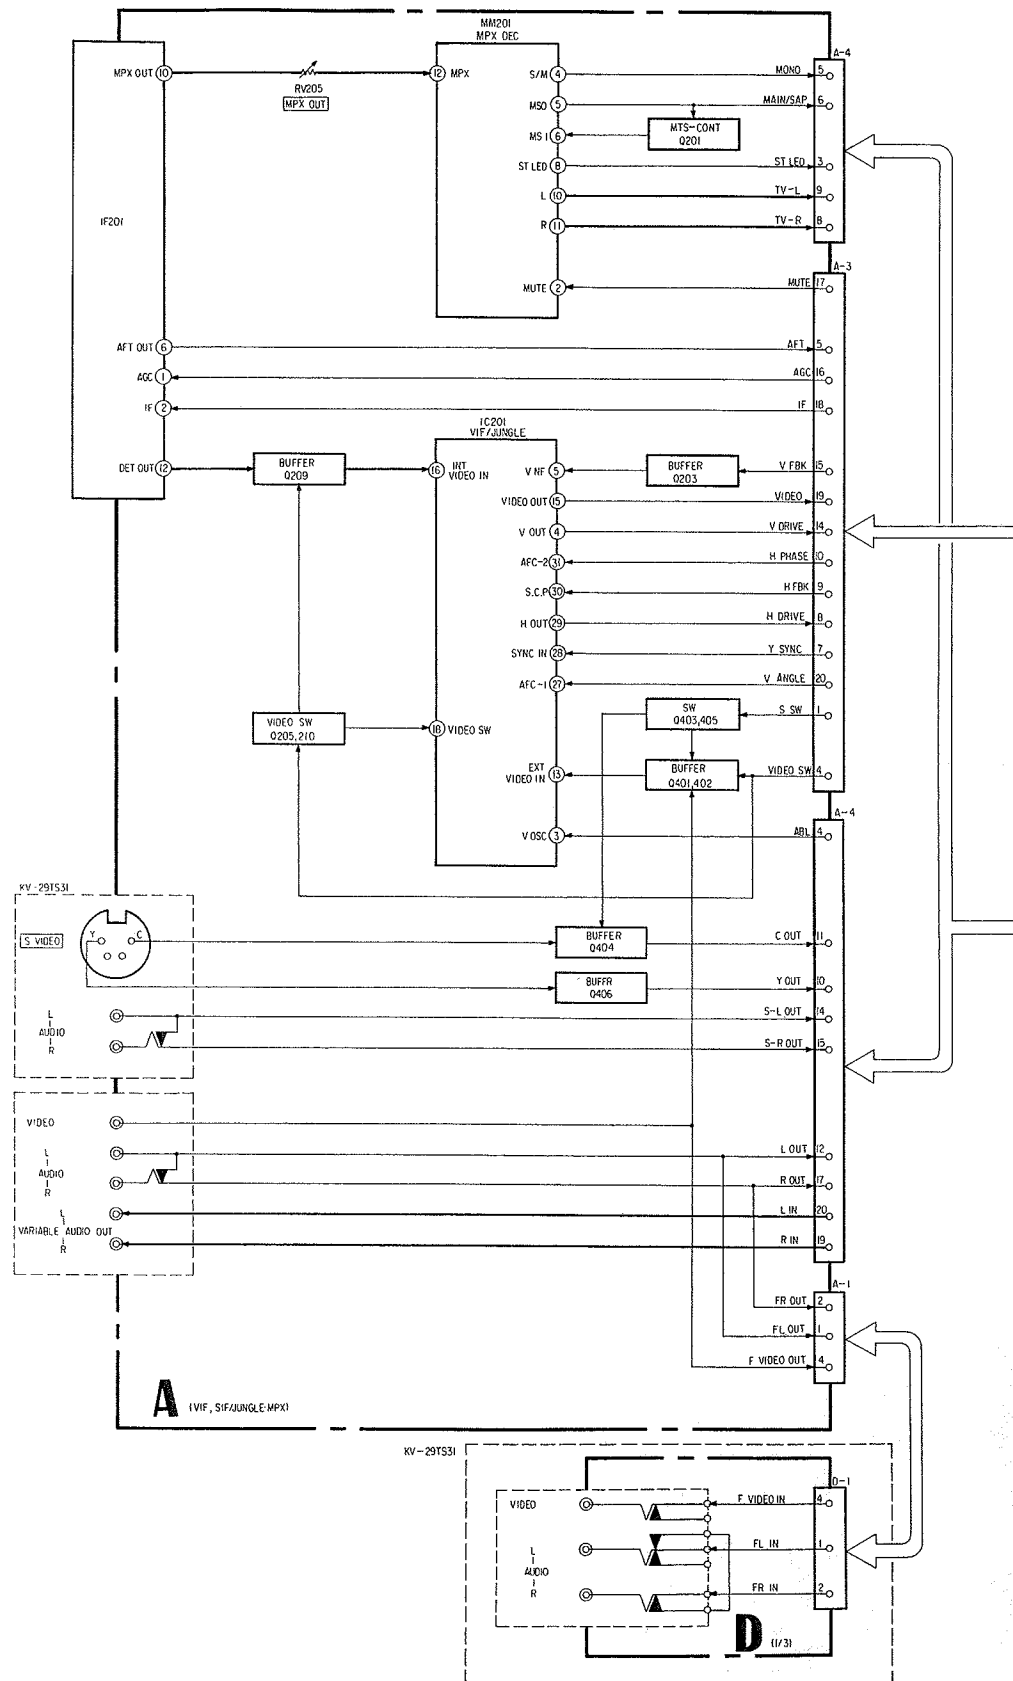 MM201
MPX DEC
A-4
MPX OUT 10
RV205
MPX OUT
12 MPX
S/M 4
MONO 5
MSO 5
MAIN/SAP 6
MTS-CONT
Q201
MS I 6
ST LED 8
ST LED 3
L 10
TV-L 9
R 11
TV-R 8
IF201
A-3
MUTE 2
MUTE 17
AFT OUT 6
AFT 5
AGC 1
AGC 16
IF 2
IF 18
IC201
VIF/JUNGLE
DET OUT 12
BUFFER
Q209
16 INT
VIDEO IN
V NF 5
BUFFER
Q203
V FBK 15
VIDEO OUT 15
VIDEO 19
V OUT 4
V DRIVE 14
AFC-2 31
H PHASE 10
S.C.P 30
H FBK 9
H OUT 29
H DRIVE 8
SYNC IN 28
Y SYNC 7
AFC-1 27
V ANGLE 20
SW
Q403,405
S SW 1
VIDEO SW
Q205,210
18 VIDEO SW
EXT
VIDEO IN 13
BUFFER
Q401,402
VIDEO SW 4
A-4
V OSC 3
ABL 4
KV-29TS31
S VIDEO
Y
C
BUFFER
Q404
C OUT 11
BUFFR
Q406
Y OUT 10
L
AUDIO
R
S-L OUT 14
S-R OUT 15
VIDEO
L
AUDIO
R
L OUT 12
R OUT 17
L
VARIABLE AUDIO OUT
R
L IN 20
R IN 19
A-1
FR OUT 2
FL OUT 1
F VIDEO OUT 4
A (VIF, SIF/JUNGLE·MPX)
KV-29TS31
D-1
VIDEO
F VIDEO IN 4
L
AUDIO
R
FL IN 1
FR IN 2
D (1/3)